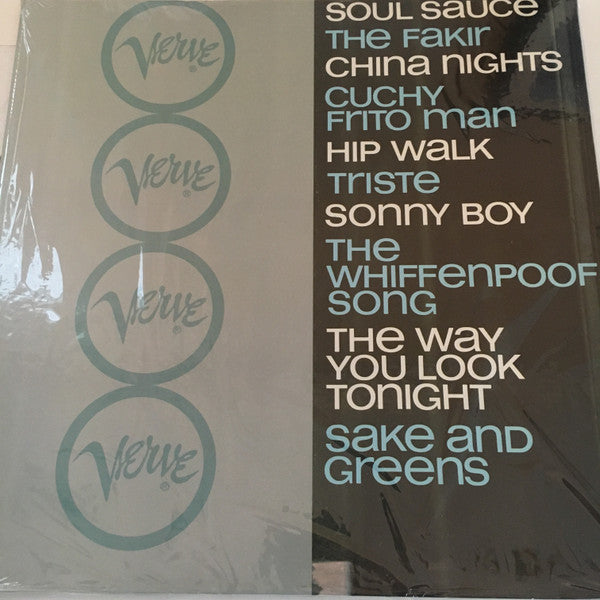 Verve®
Verve®
Verve®
Verve®
SOUL SAUCE
THE FAKIR
CHINA NIGHTS
CUCHY
FRITO MAN
HIP WALK
TRISTE
SONNY BOY
THE
WHIFFENPOOF
SONG
THE WAY
YOU LOOK
TONIGHT
SAKE AND
GREENS